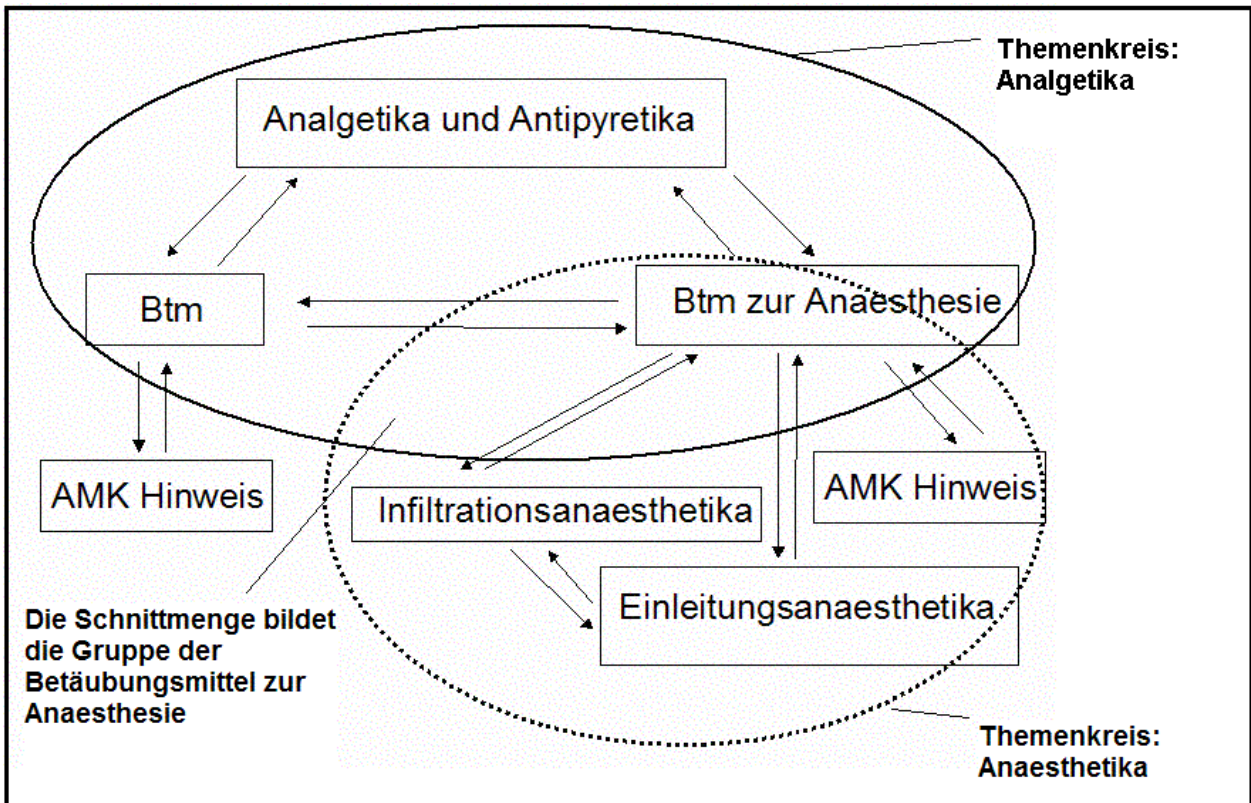 Themenkreis:
Analgetika
Analgetika und Antipyretika
Btm
Btm zur Anaesthesie
AMK Hinweis
Infiltrationsanaesthetika
AMK Hinweis
Einleitungsanaesthetika
Die Schnittmenge bildet
die Gruppe der
Betäubungsmittel zur
Anaesthesie
Themenkreis:
Anaesthetika